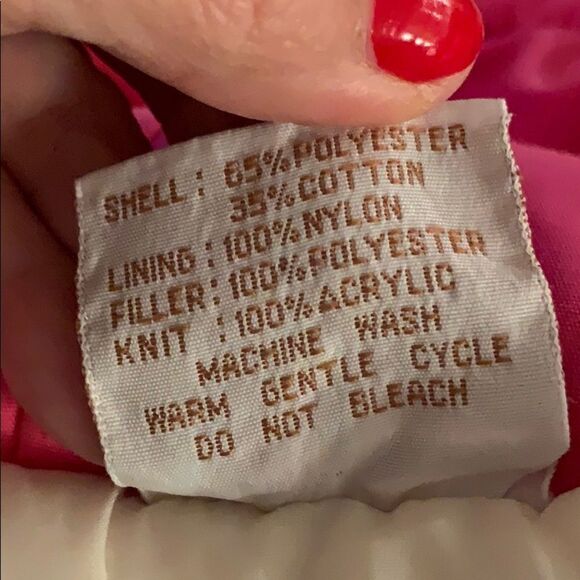 SHELL : 65% POLYESTER
35% COTTON
LINING : 100% NYLON
FILLER : 100% POLYESTER
KNIT : 100% ACRYLIC
MACHINE WASH
WARM GENTLE CYCLE
DO NOT BLEACH